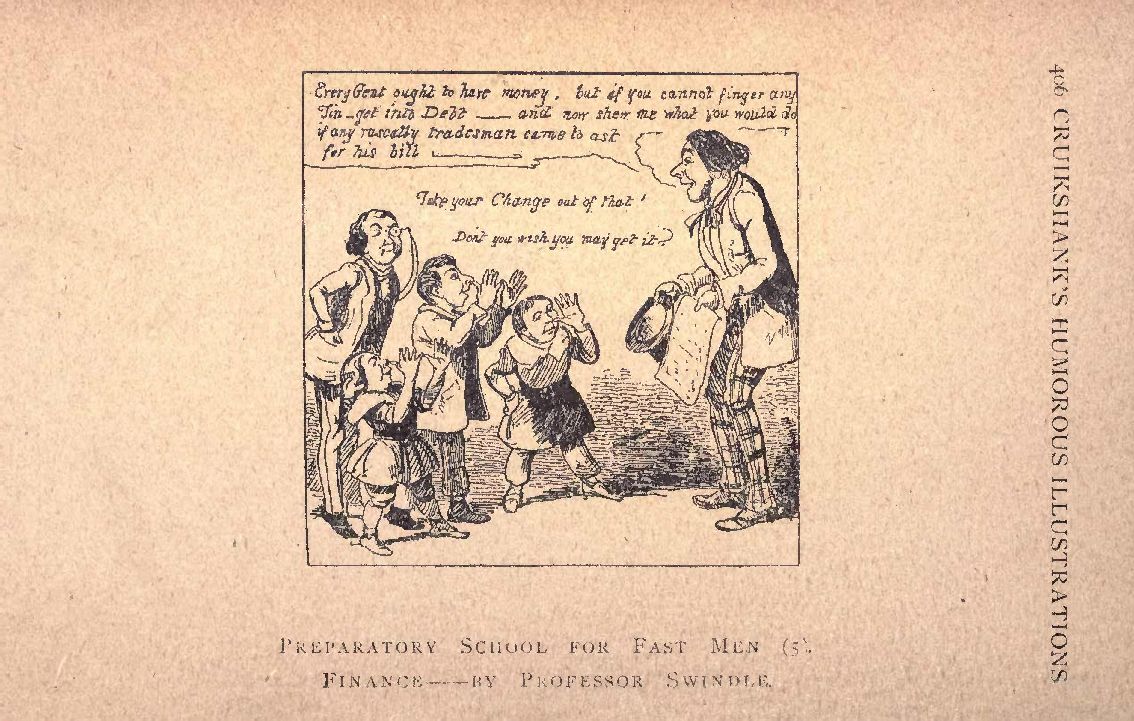 Every Gent ought to have money, but if you cannot finger any
Tin - get into Debt —— and now shew me what you would do
if any rascally tradesman came to ask
for his bill
Take your Change out of that!
Dont you wish you may get it?
PREPARATORY SCHOOL FOR FAST MEN (5).
FINANCE——BY PROFESSOR SWINDLE.
406 CRUIKSHANK'S HUMOROUS ILLUSTRATIONS